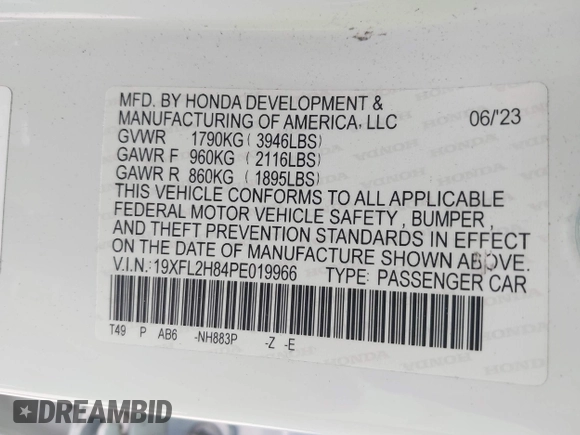 MFD. BY HONDA DEVELOPMENT &
MANUFACTURING OF AMERICA, LLC 06/'23
GVWR 1790KG ( 3946LBS)
GAWR F 960KG ( 2116LBS)
GAWR R 860KG ( 1895LBS)
THIS VEHICLE CONFORMS TO ALL APPLICABLE
FEDERAL MOTOR VEHICLE SAFETY , BUMPER ,
AND THEFT PREVENTION STANDARDS IN EFFECT
ON THE DATE OF MANUFACTURE SHOWN ABOVE.
V.I.N.:19XFL2H84PE019966 TYPE: PASSENGER CAR
T49 P AB6 -NH883P -Z -E
DREAMBID